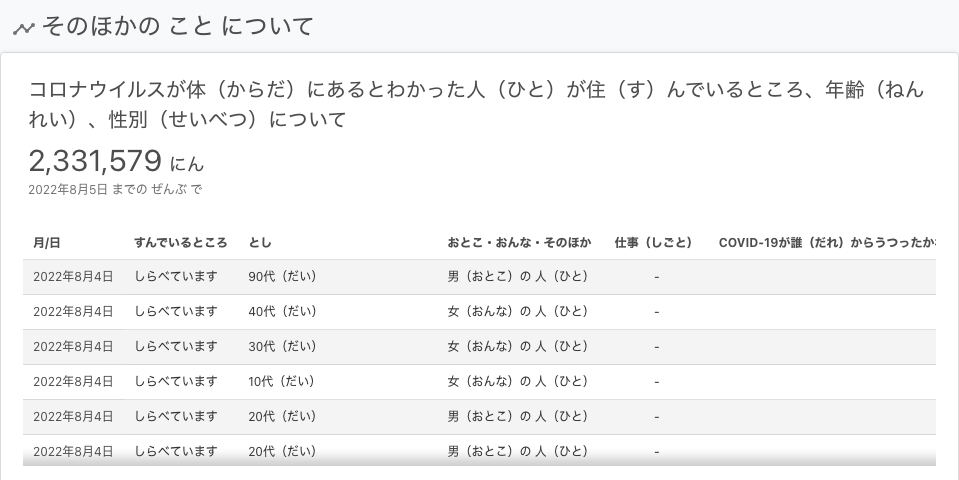 そのほかの こと について
コロナウイルスが体（からだ）にあるとわかった人（ひと）が住（す）んでいるところ、年齢（ねん
れい）、性別（せいべつ）について
2,331,579 にん
2022年8月5日 までの ぜんぶ で
月/日 すんでいるところ とし おとこ・おんな・そのほか 仕事（しごと） COVID-19が誰（だれ）からうつったか
2022年8月4日 しらべています 90代（だい） 男（おとこ）の 人（ひと） -
2022年8月4日 しらべています 40代（だい） 女（おんな）の 人（ひと） -
2022年8月4日 しらべています 30代（だい） 女（おんな）の 人（ひと） -
2022年8月4日 しらべています 10代（だい） 女（おんな）の 人（ひと） -
2022年8月4日 しらべています 20代（だい） 男（おとこ）の 人（ひと） -
2022年8月4日 しらべています 20代（だい） 男（おとこ）の 人（ひと） -